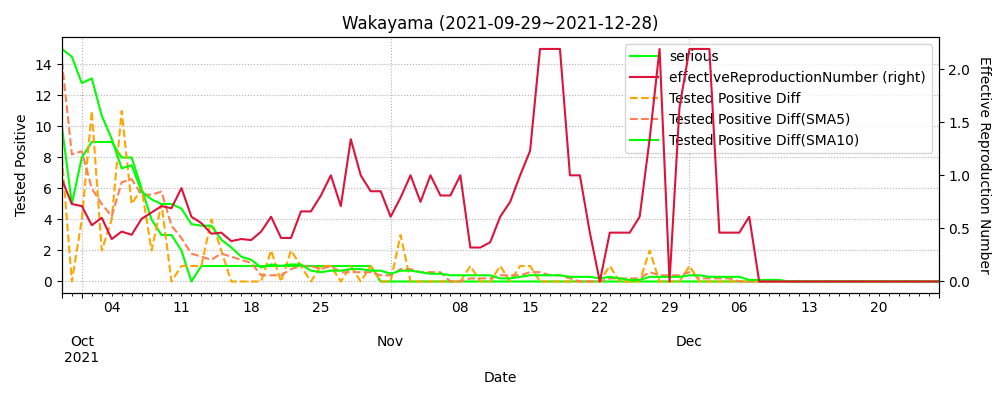 Wakayama (2021-09-29~2021-12-28)
serious
effectiveReproductionNumber (right)
Tested Positive Diff
Tested Positive Diff(SMA5)
Tested Positive Diff(SMA10)
Tested Positive
14
12
10
8
6
4
2
0
2.0
1.5
1.0
0.5
0.0
Effective Reproduction Number
04 11 18 25 08 15 22 29 06 13 20
Oct Nov Dec
2021
Date